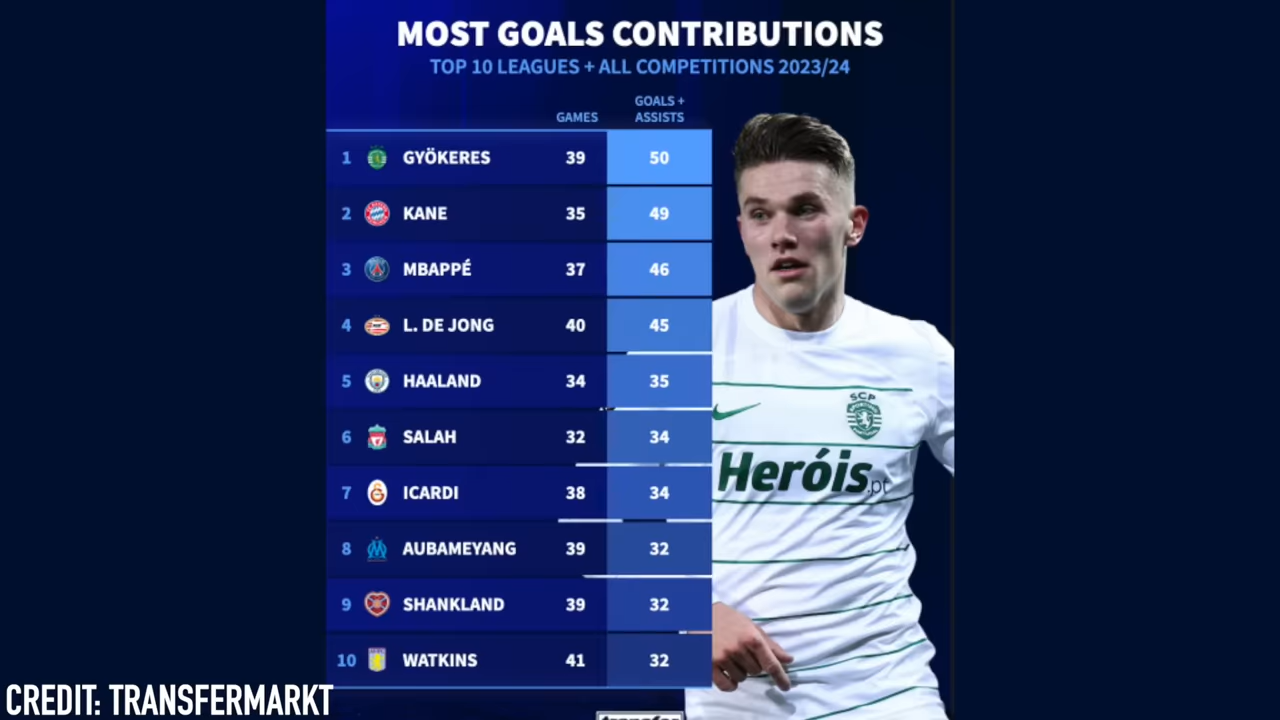 MOST GOALS CONTRIBUTIONS
TOP 10 LEAGUES + ALL COMPETITIONS 2023/24
GAMES GOALS + ASSISTS
1 GYÖKERES 39 50
2 KANE 35 49
3 MBAPPÉ 37 46
4 L. DE JONG 40 45
5 HAALAND 34 35
6 SALAH 32 34
7 ICARDI 38 34
8 AUBAMEYANG 39 32
9 SHANKLAND 39 32
10 WATKINS 41 32
SCP
Heróis.pt
CREDIT: TRANSFERMARKT
transfer